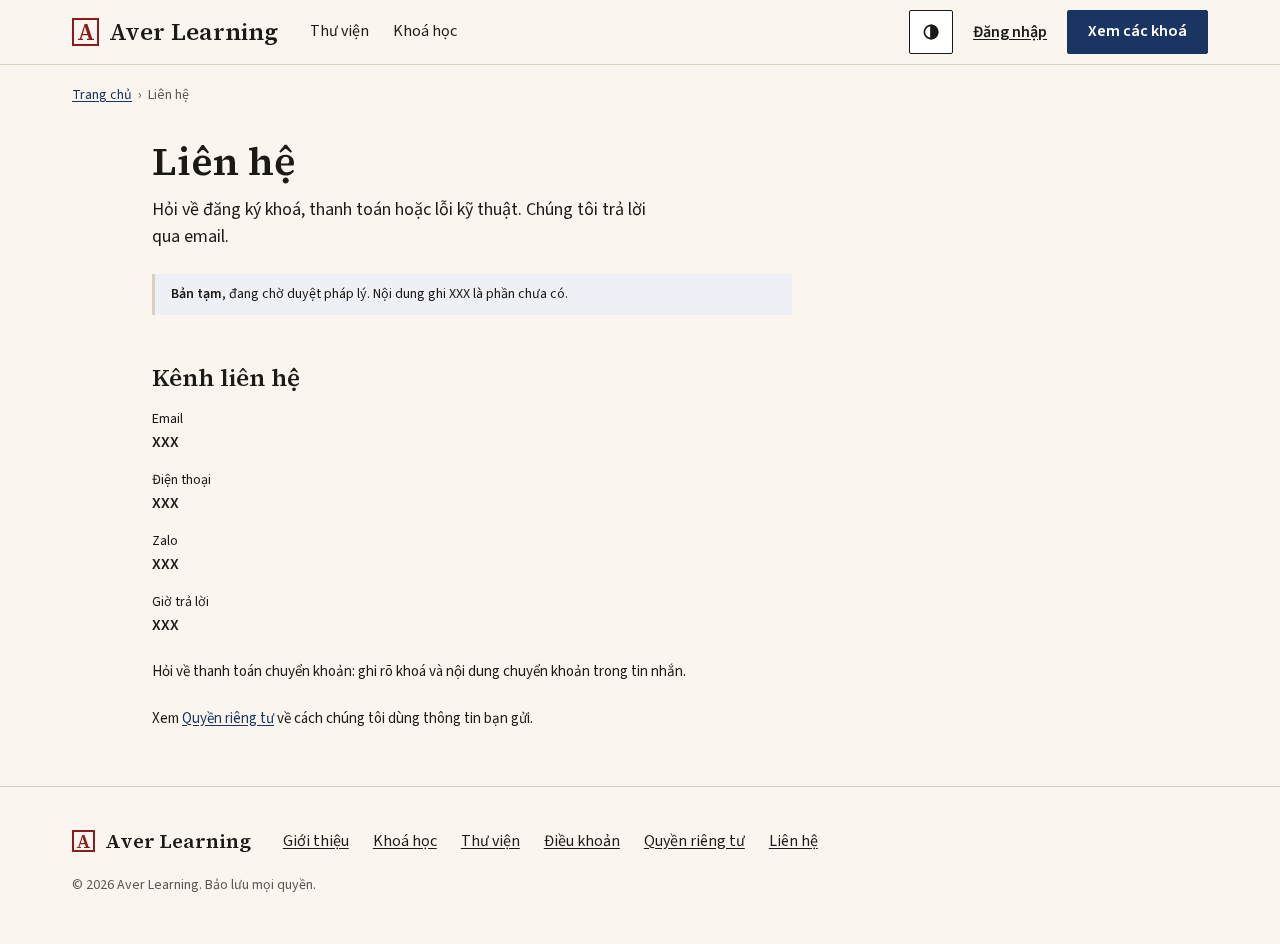 A Aver Learning Thư viện Khoá học Đăng nhập Xem các khoá
Trang chủ › Liên hệ
Liên hệ
Hỏi về đăng ký khoá, thanh toán hoặc lỗi kỹ thuật. Chúng tôi trả lời
qua email.
Bản tạm, đang chờ duyệt pháp lý. Nội dung ghi XXX là phần chưa có.
Kênh liên hệ
Email
XXX
Điện thoại
XXX
Zalo
XXX
Giờ trả lời
XXX
Hỏi về thanh toán chuyển khoản: ghi rõ khoá và nội dung chuyển khoản trong tin nhắn.
Xem Quyền riêng tư về cách chúng tôi dùng thông tin bạn gửi.
A Aver Learning Giới thiệu Khoá học Thư viện Điều khoản Quyền riêng tư Liên hệ
© 2026 Aver Learning. Bảo lưu mọi quyền.